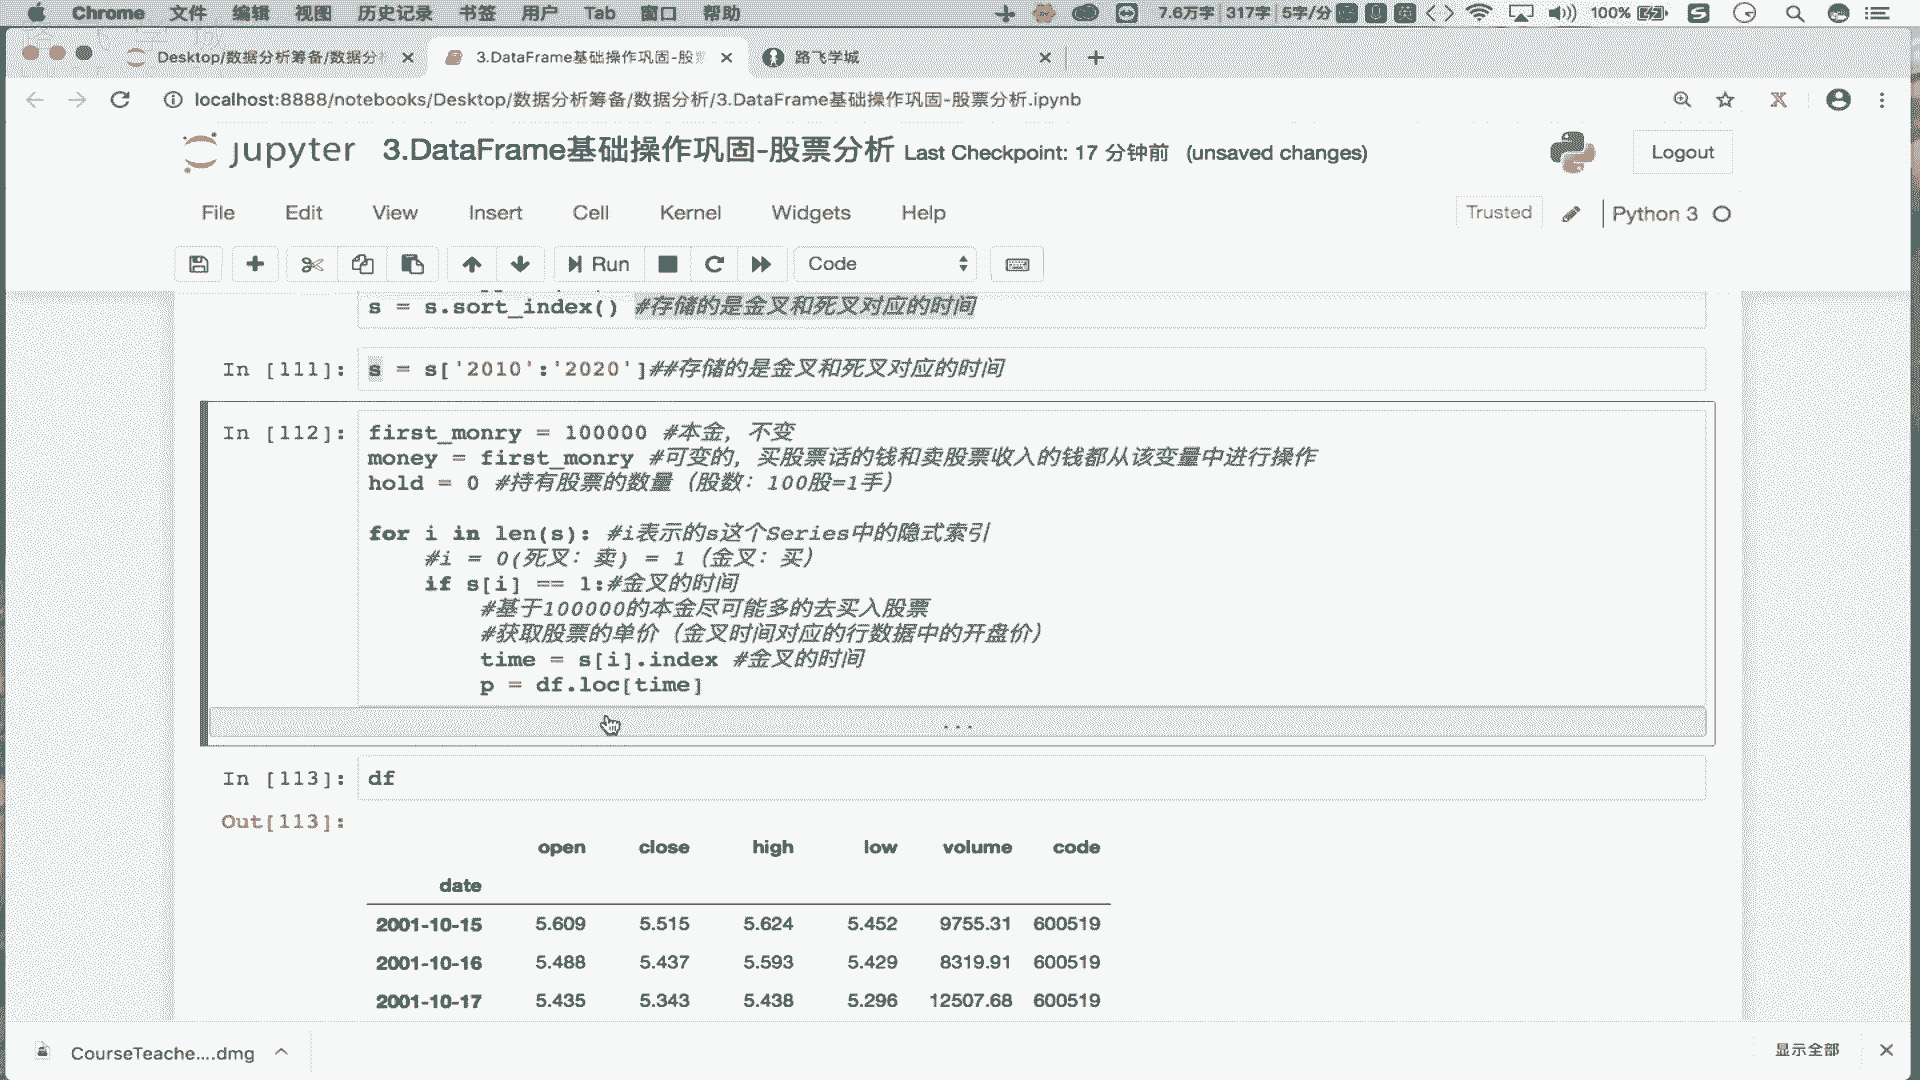 Chrome 文件 编辑 视图 历史记录 书签 用户 Tab 窗口 帮助 7.6万字 317字 5字/分 英 100%
Desktop/数据分析筹备/数据分析 3.DataFrame基础操作巩固-股票 路飞学城
localhost:8888/notebooks/Desktop/数据分析筹备/数据分析/3.DataFrame基础操作巩固-股票分析.ipynb
jupyter 3.DataFrame基础操作巩固-股票分析 Last Checkpoint: 17 分钟前 (unsaved changes) Logout
File Edit View Insert Cell Kernel Widgets Help Trusted Python 3
Run Code
s = s.sort_index() #存储的是金叉和死叉对应的时间
In [111]: s = s['2010':'2020']##存储的是金叉和死叉对应的时间
In [112]: first_monry = 100000 #本金，不变
money = first_monry #可变的，买股票话的钱和卖股票收入的钱都从该变量中进行操作
hold = 0 #持有股票的数量（股数：100股=1手）
for i in len(s): #i表示的s这个Series中的隐式索引
#i = 0(死叉：卖) = 1（金叉：买）
if s[i] == 1:#金叉的时间
#基于100000的本金尽可能多的去买入股票
#获取股票的单价（金叉时间对应的行数据中的开盘价）
time = s[i].index #金叉的时间
p = df.loc[time]
...
In [113]: df
Out[113]:
open close high low volume code
date
2001-10-15 5.609 5.515 5.624 5.452 9755.31 600519
2001-10-16 5.488 5.437 5.593 5.429 8319.91 600519
2001-10-17 5.435 5.343 5.438 5.296 12507.68 600519
CourseTeache....dmg 显示全部